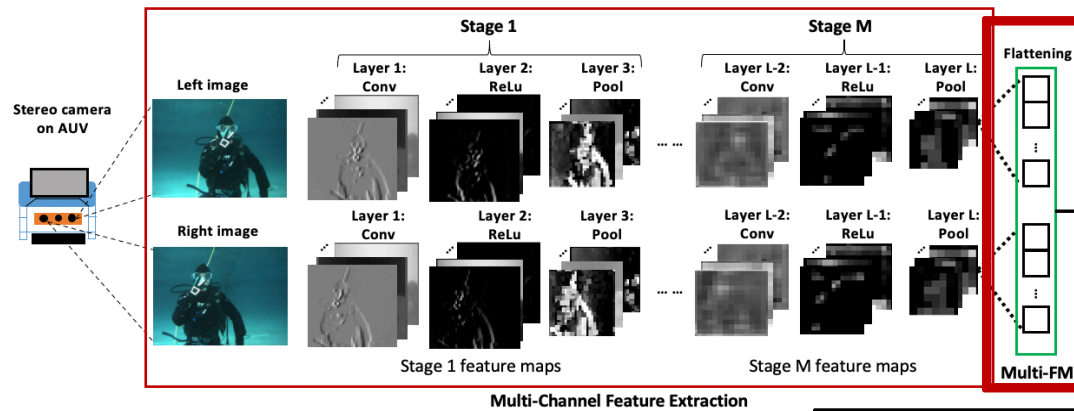 Stage 1
Stage M
Flattening
Left image
Layer 1:
Conv
Layer 2:
ReLu
Layer 3:
Pool
Layer L-2:
Conv
Layer L-1:
ReLu
Layer L:
Pool
Stereo camera
on AUV
... ...
Right image
Layer 1:
Conv
Layer 2:
ReLu
Layer 3:
Pool
Layer L-2:
Conv
Layer L-1:
ReLu
Layer L:
Pool
... ...
Stage 1 feature maps
Stage M feature maps
Multi-FM
Multi-Channel Feature Extraction